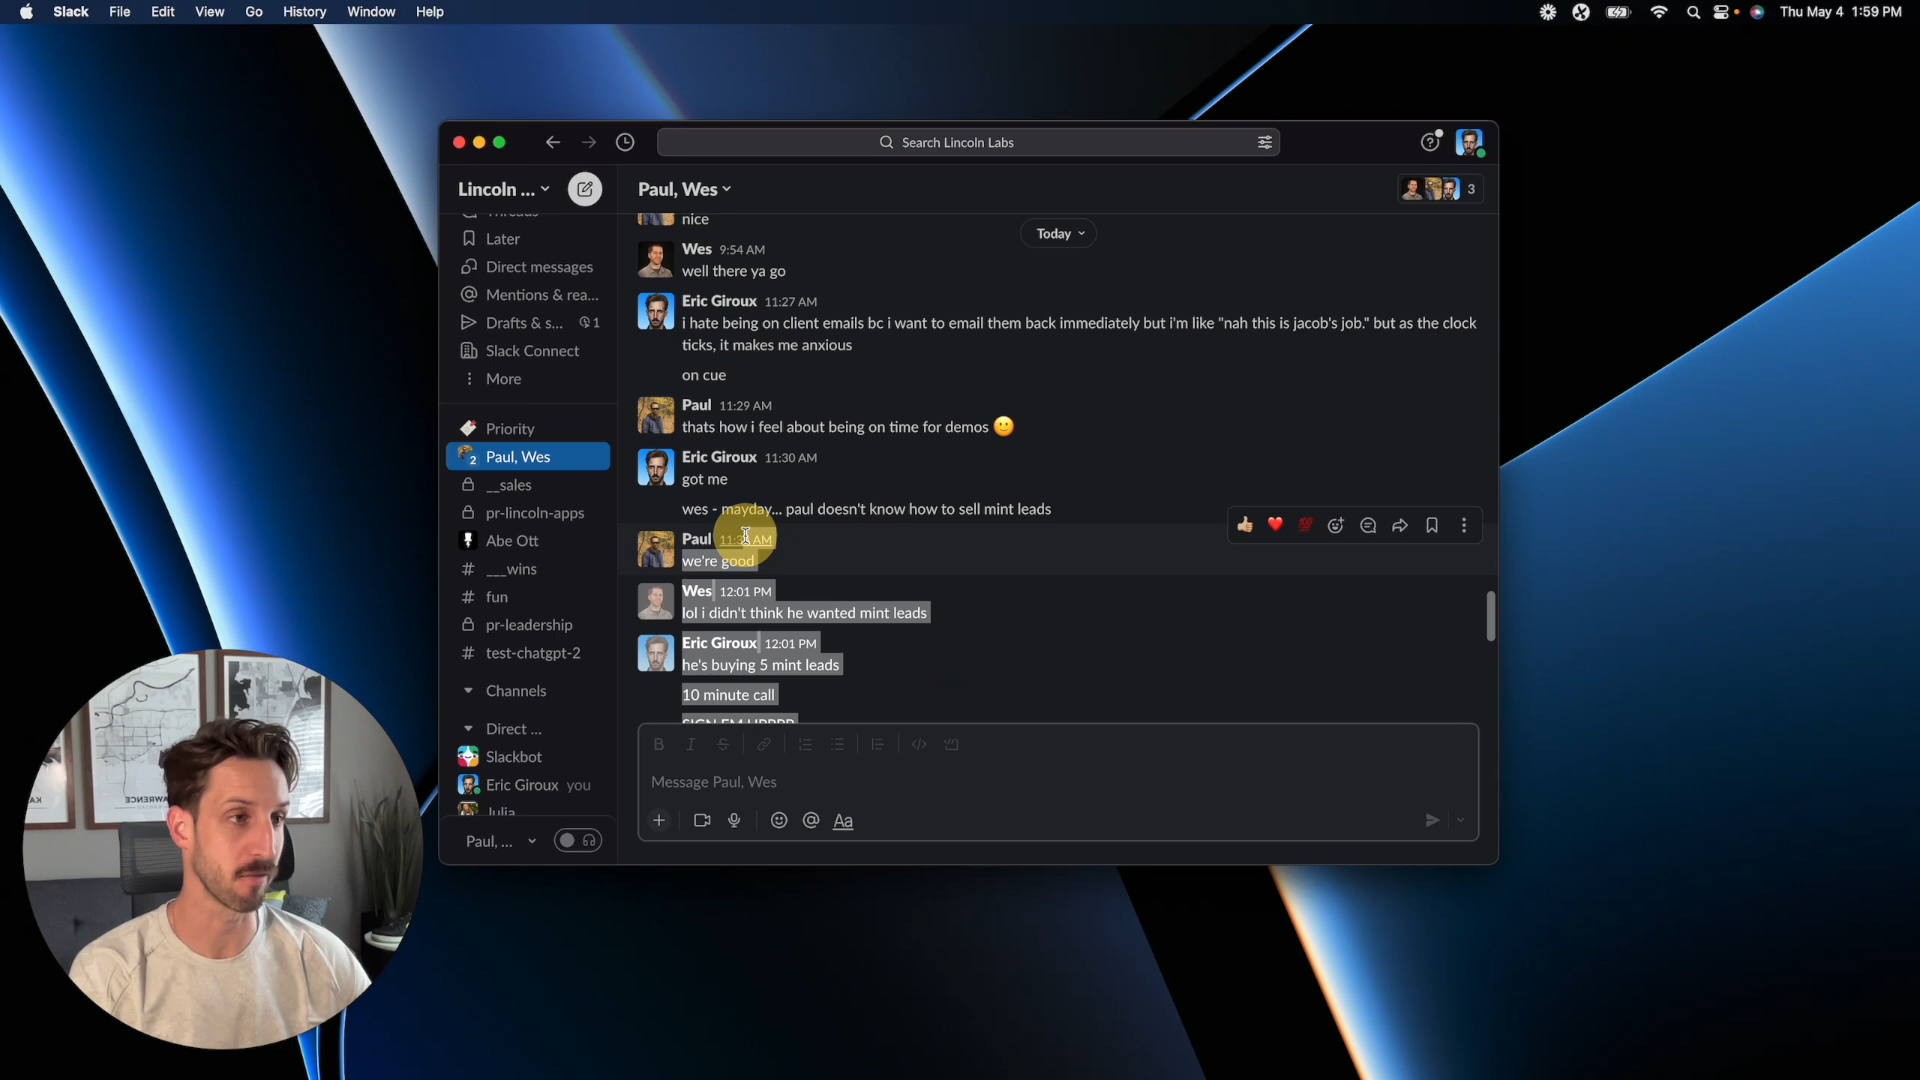 Slack File Edit View Go History Window Help
Thu May 4 1:59 PM
Search Lincoln Labs
Lincoln ...
Paul, Wes
3
Threads
Later
Direct messages
Mentions & rea...
Drafts & s... 1
Slack Connect
More
Priority
2 Paul, Wes
__sales
pr-lincoln-apps
Abe Ott
# ___wins
# fun
pr-leadership
# test-chatgpt-2
Channels
Direct ...
Slackbot
Eric Giroux you
Julia
Paul, ...
nice
Today
Wes 9:54 AM
well there ya go
Eric Giroux 11:27 AM
i hate being on client emails bc i want to email them back immediately but i'm like "nah this is jacob's job." but as the clock
ticks, it makes me anxious
on cue
Paul 11:29 AM
thats how i feel about being on time for demos 🙂
Eric Giroux 11:30 AM
got me
wes - mayday... paul doesn't know how to sell mint leads
Paul
we're good
Wes 12:01 PM
lol i didn't think he wanted mint leads
Eric Giroux 12:01 PM
he's buying 5 mint leads
10 minute call
SIGN EM UPPPP
B I S
Message Paul, Wes
Aa
LAWRENCE